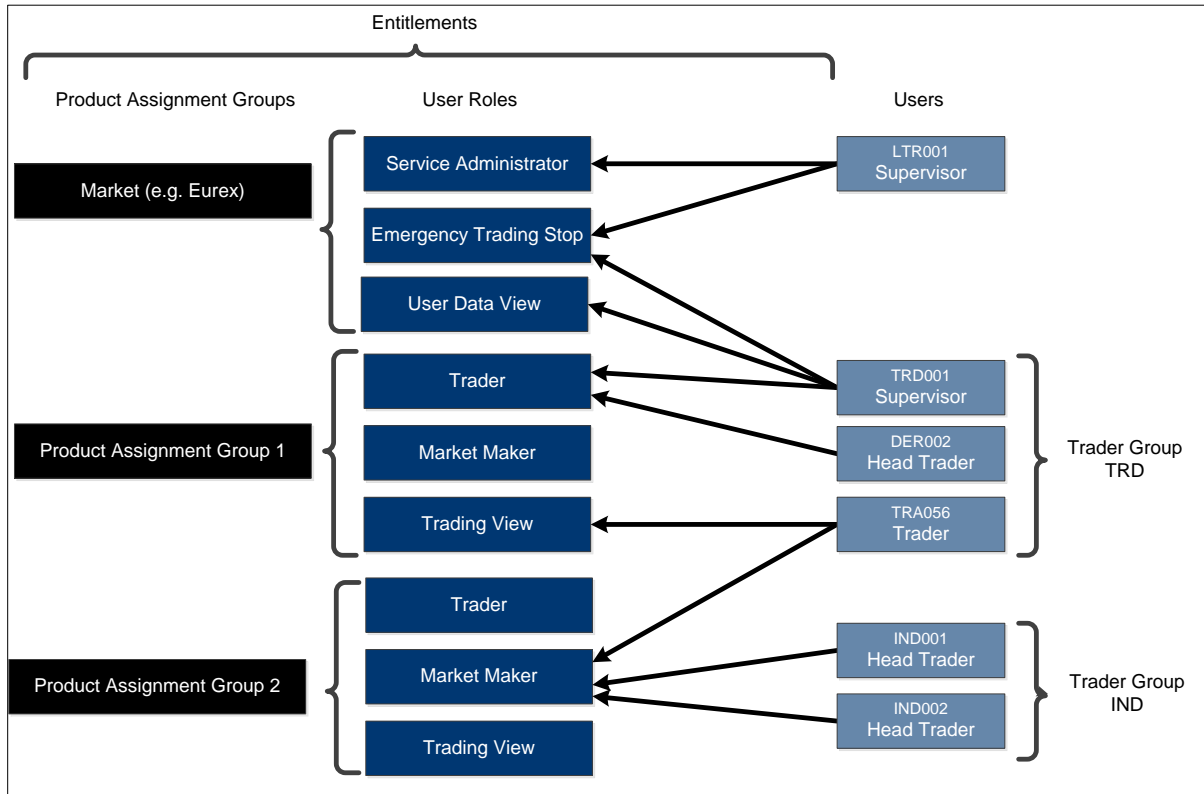 Entitlements
Product Assignment Groups
User Roles
Users
Market (e.g. Eurex)
Service Administrator
Emergency Trading Stop
User Data View
LTR001
Supervisor
Product Assignment Group 1
Trader
Market Maker
Trading View
TRD001
Supervisor
DER002
Head Trader
TRA056
Trader
Trader Group
TRD
Product Assignment Group 2
Trader
Market Maker
Trading View
IND001
Head Trader
IND002
Head Trader
Trader Group
IND